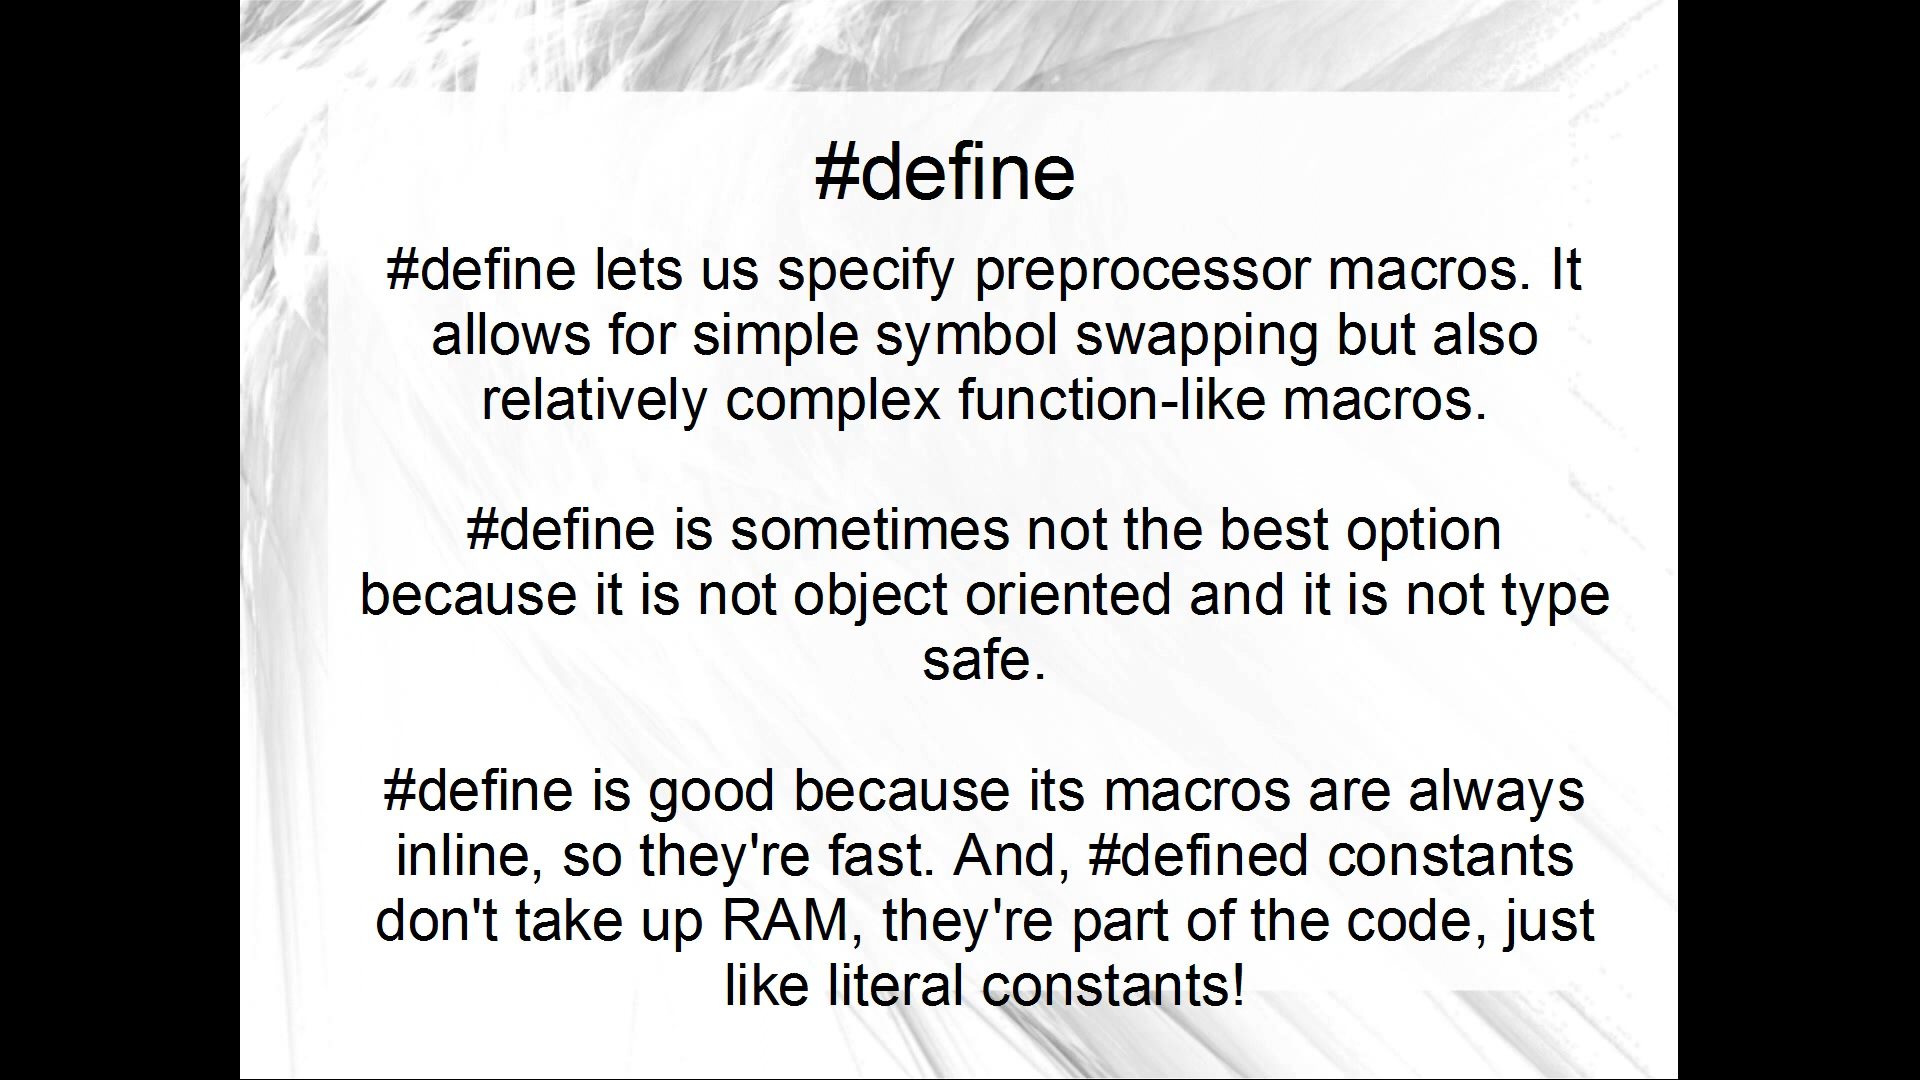 #define
#define lets us specify preprocessor macros. It
allows for simple symbol swapping but also
relatively complex function-like macros.
#define is sometimes not the best option
because it is not object oriented and it is not type
safe.
#define is good because its macros are always
inline, so they're fast. And, #defined constants
don't take up RAM, they're part of the code, just
like literal constants!